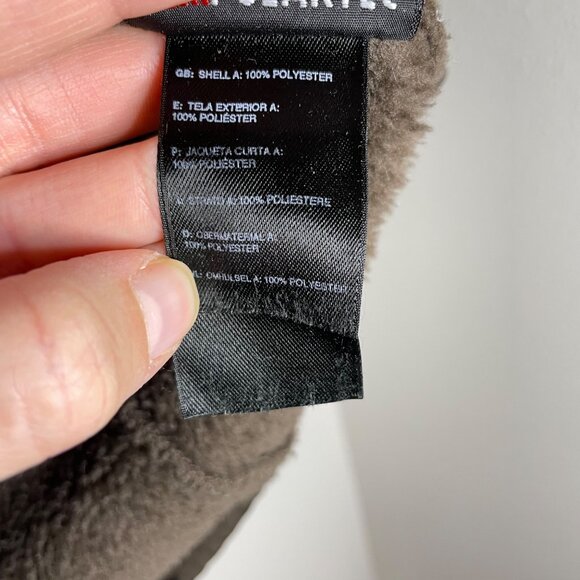 POLARTEC
GB: SHELL A: 100% POLYESTER
E: TELA EXTERIOR A:
100% POLIÉSTER
P: JAQUETA CURTA A:
100% POLIÉSTER
STRATO A: 100% POLIESTERE
D: OBERMATERIAL A:
100% POLYESTER
NL: OMHULSEL A: 100% POLYESTER